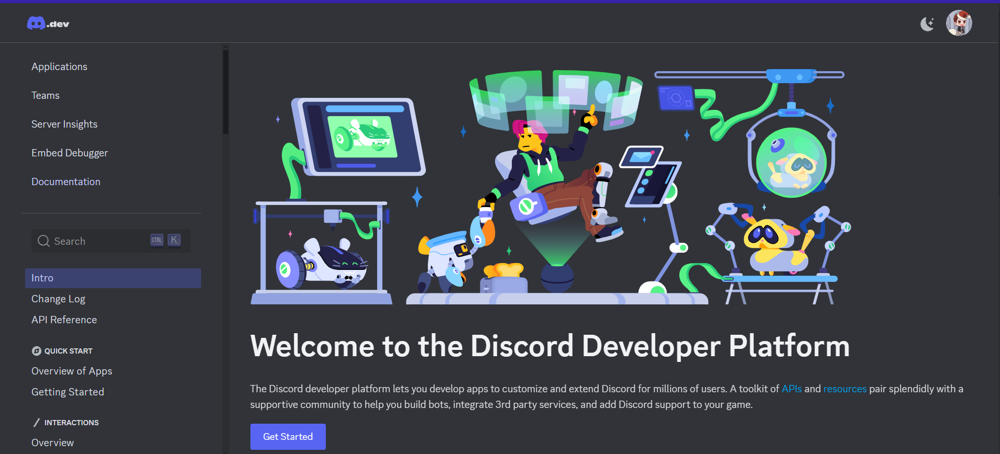 .dev
Applications
Teams
Server Insights
Embed Debugger
Documentation
Search CTRL K
Intro
Change Log
API Reference
QUICK START
Overview of Apps
Getting Started
INTERACTIONS
Overview
Welcome to the Discord Developer Platform
The Discord developer platform lets you develop apps to customize and extend Discord for millions of users. A toolkit of APIs and resources pair splendidly with a
supportive community to help you build bots, integrate 3rd party services, and add Discord support to your game.
Get Started